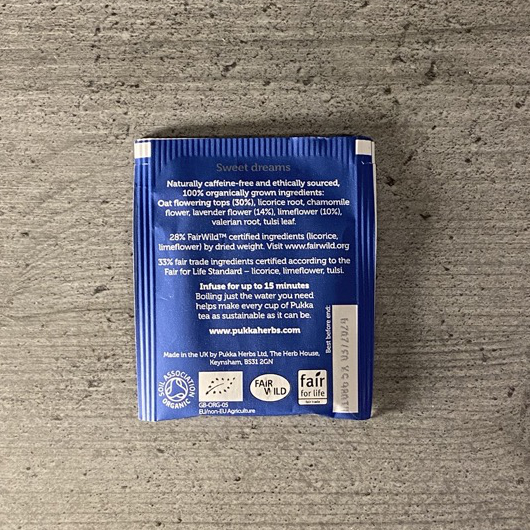 Sweet dreams
Naturally caffeine-free and ethically sourced,
100% organically grown ingredients:
Oat flowering tops (30%), licorice root, chamomile
flower, lavender flower (14%), limeflower (10%),
valerian root, tulsi leaf.
28% FairWild™ certified ingredients (licorice,
limeflower) by dried weight. Visit www.fairwild.org
33% fair trade ingredients certified according to the
Fair for Life Standard – licorice, limeflower, tulsi.
Infuse for up to 15 minutes
Boiling just the water you need
helps make every cup of Pukka
tea as sustainable as it can be.
www.pukkaherbs.com
Best before end:
Made in the UK by Pukka Herbs Ltd, The Herb House,
Keynsham, BS31 2GN
SOIL ASSOCIATION
ORGANIC
GB-ORG-05
EU/non-EU Agriculture
FAIR
WILD
fair
for life